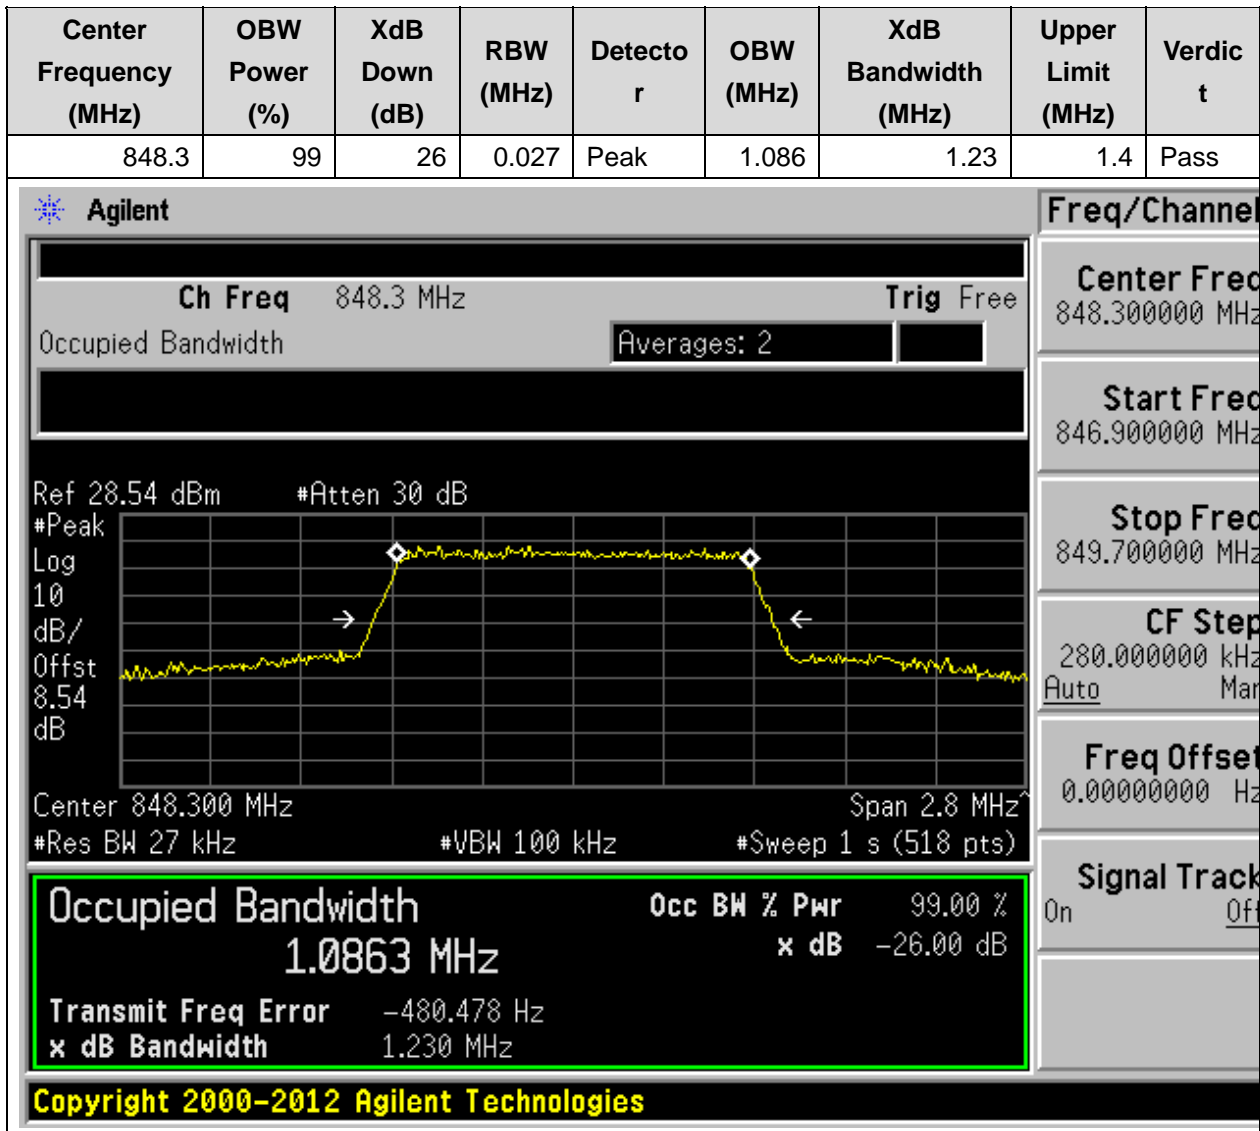 Center Frequency (MHz) OBW Power (%) XdB Down (dB) RBW (MHz) Detector OBW (MHz) XdB Bandwidth (MHz) Upper Limit (MHz) Verdict
848.3 99 26 0.027 Peak 1.086 1.23 1.4 Pass
Agilent
Freq/Channel
Ch Freq 848.3 MHz Trig Free
Occupied Bandwidth Averages: 2
Ref 28.54 dBm #Atten 30 dB
#Peak
Log
10
dB/
Offst
8.54
dB
Center 848.300 MHz Span 2.8 MHz^
#Res BW 27 kHz #VBW 100 kHz #Sweep 1 s (518 pts)
Occupied Bandwidth Occ BW % Pwr 99.00 %
1.0863 MHz x dB -26.00 dB
Transmit Freq Error -480.478 Hz
x dB Bandwidth 1.230 MHz
Copyright 2000-2012 Agilent Technologies
Center Freq
848.300000 MHz
Start Freq
846.900000 MHz
Stop Freq
849.700000 MHz
CF Step
280.000000 kHz
Auto Man
Freq Offset
0.00000000 Hz
Signal Track
On Off